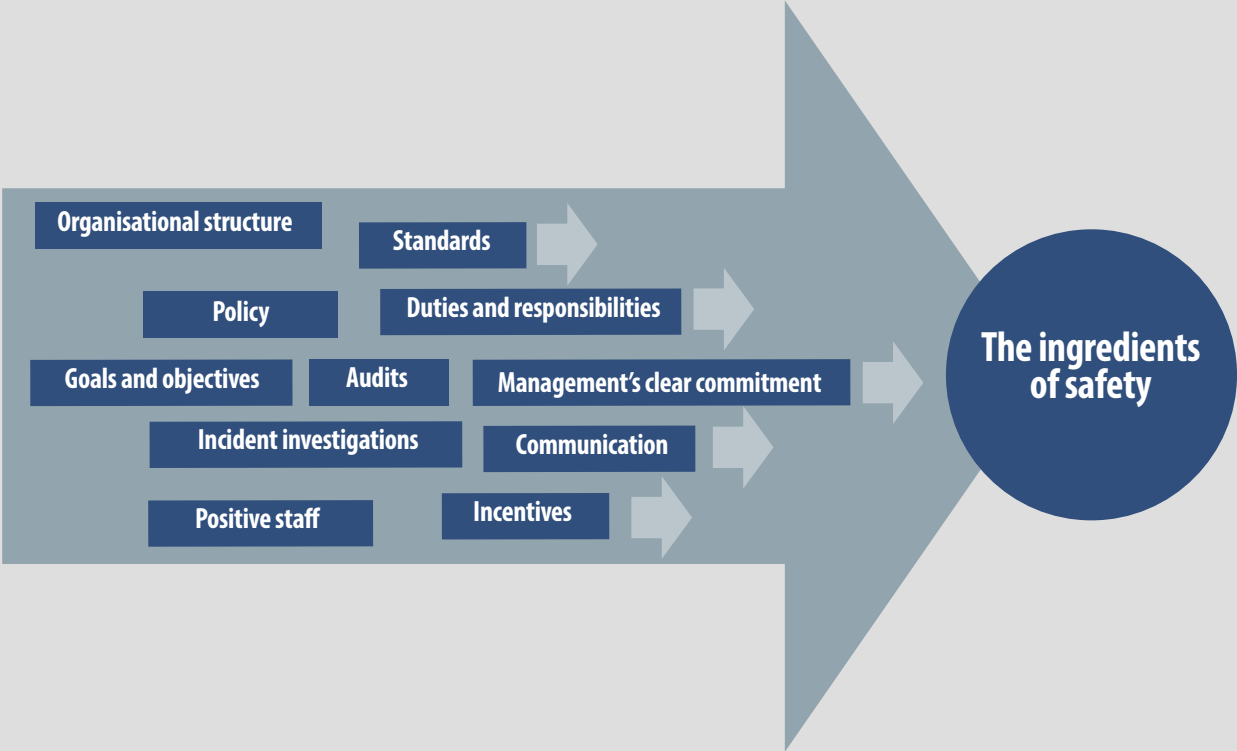 Organisational structure
Standards
Policy
Duties and responsibilities
Goals and objectives
Audits
Management’s clear commitment
Incident investigations
Communication
Positive staff
Incentives
The ingredients
of safety